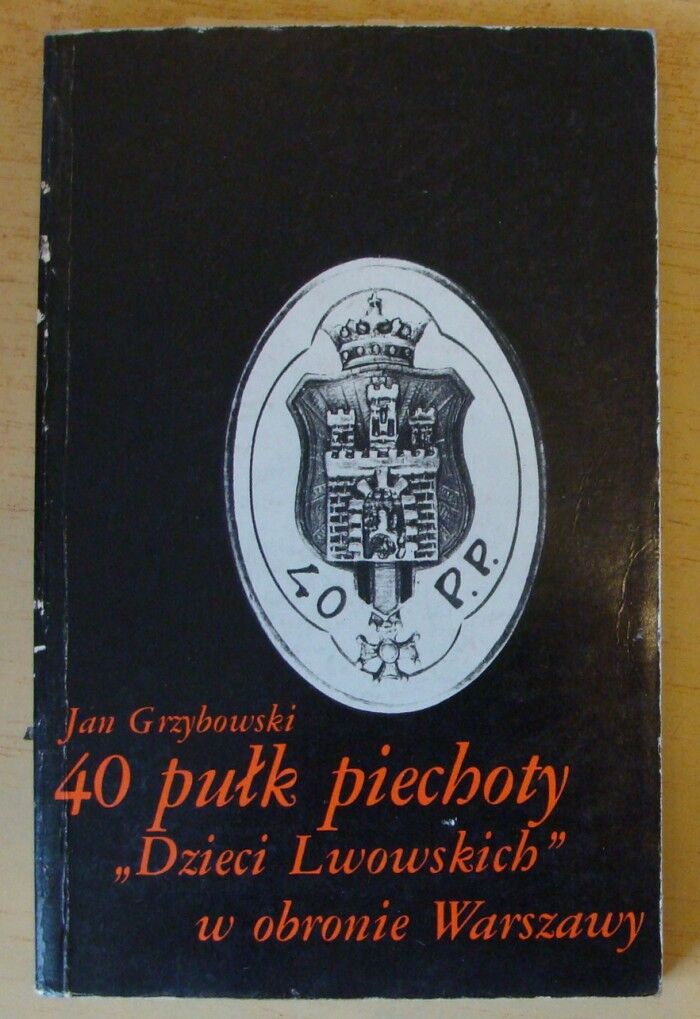 40 P.P.
Jan Grzybowski
40 pułk piechoty
„Dzieci Lwowskich”
w obronie Warszawy